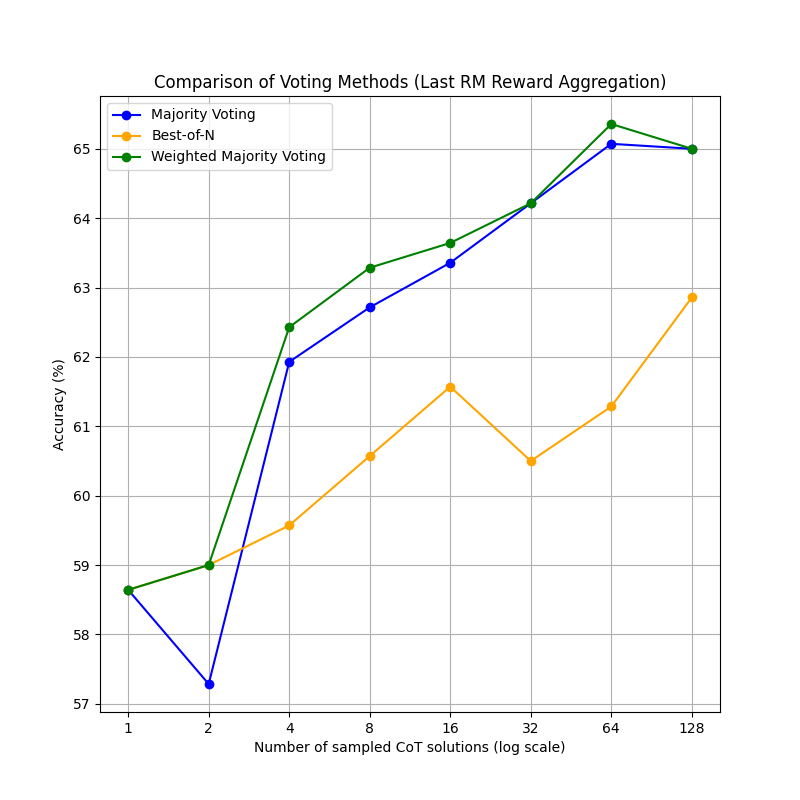 Comparison of Voting Methods (Last RM Reward Aggregation)
Majority Voting
Best-of-N
Weighted Majority Voting
Accuracy (%)
65
64
63
62
61
60
59
58
57
1 2 4 8 16 32 64 128
Number of sampled CoT solutions (log scale)